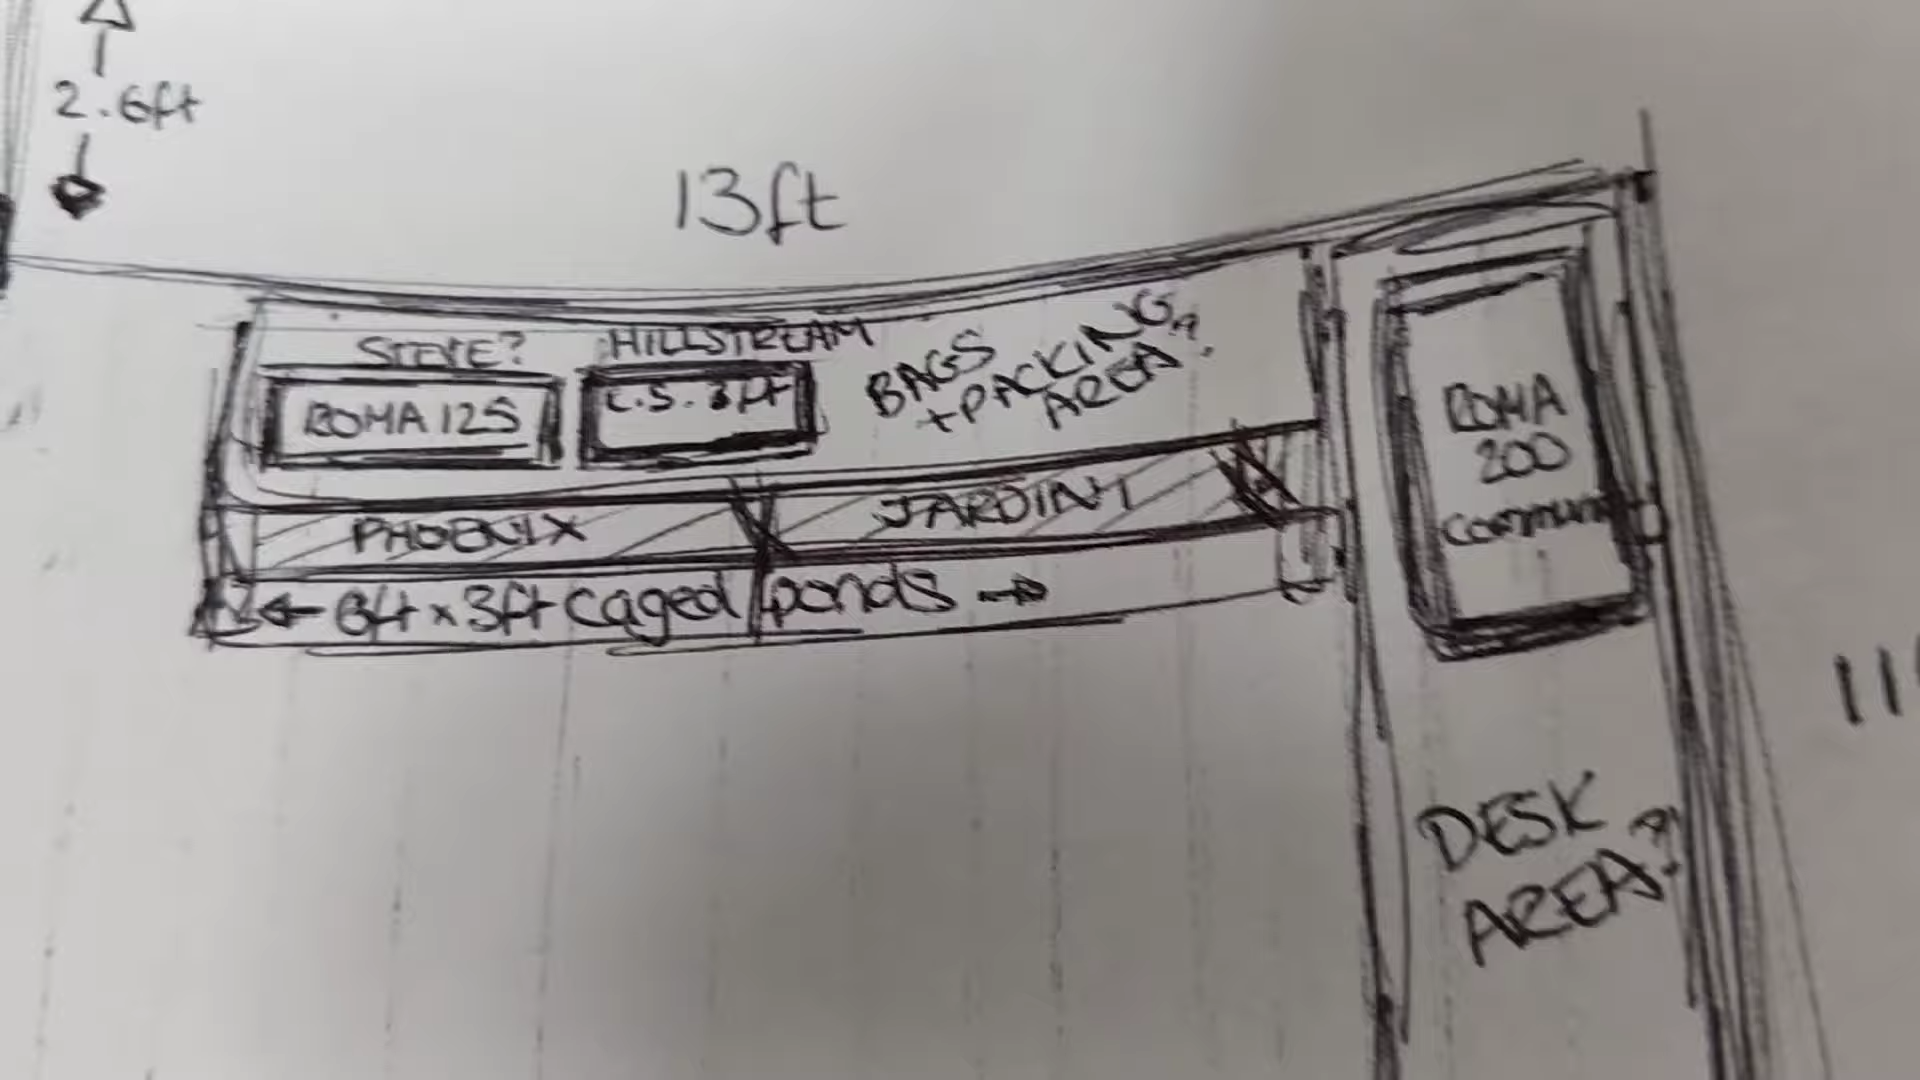 2.6ft
13ft
STEVE?
HILLSTREAM
ROMA 125
C.S. 3ft
BAGS
+PACKING
AREA?
ROMA
200
PHOENIX
JARDINI
← 6ft x 3ft caged ponds →
DESK
AREA?